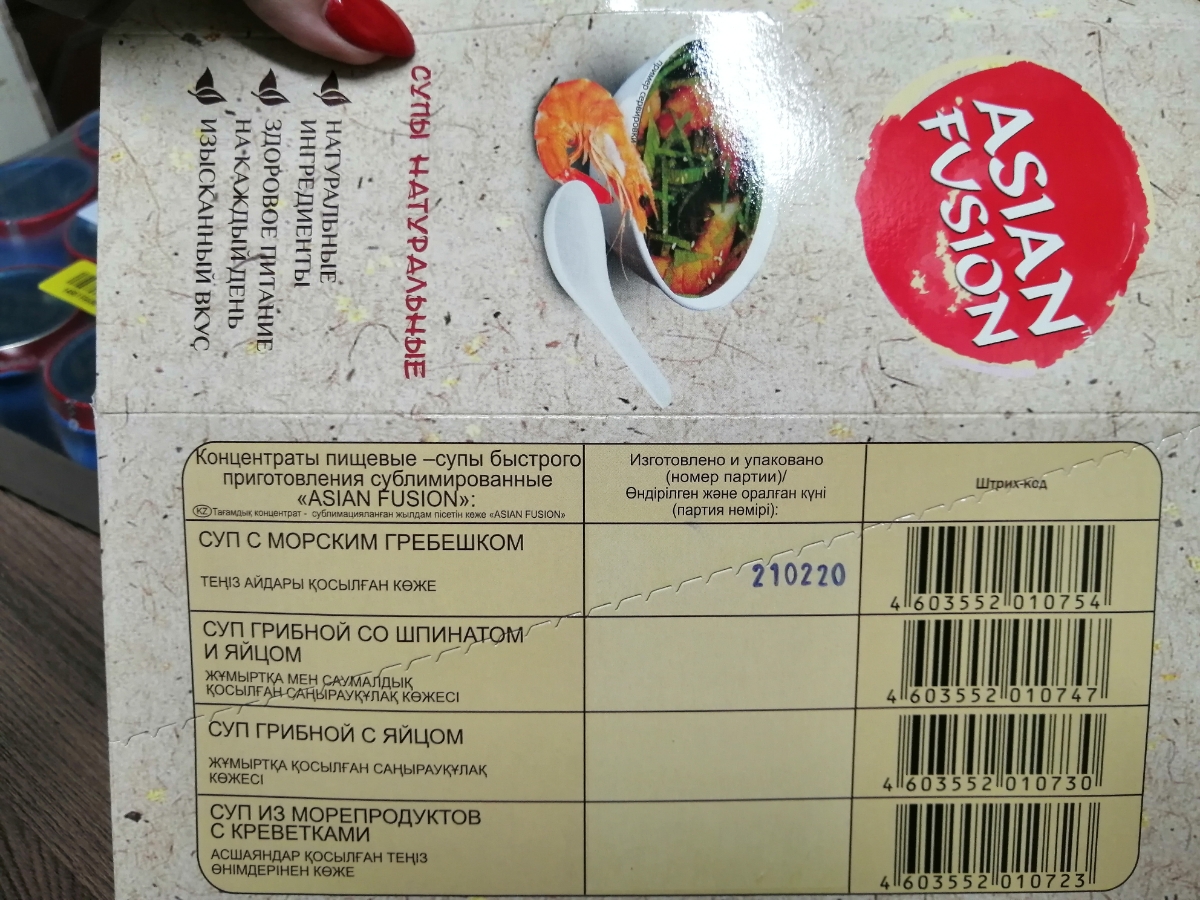 ASIAN
FUSION
пример сервировки
СУПЫ НАТУРАЛЬНЫЕ
НАТУРАЛЬНЫЕ
ИНГРЕДИЕНТЫ
ЗДОРОВОЕ ПИТАНИЕ
НА КАЖДЫЙ ДЕНЬ
ИЗЫСКАННЫЙ ВКУС
Концентраты пищевые –супы быстрого
приготовления сублимированные
«ASIAN FUSION»:
KZ Тағамдық концентрат - сублимацияланған жылдам пісетін көже «ASIAN FUSION»
Изготовлено и упаковано
(номер партии)/
Өндірілген және оралған күні
(партия нөмірі):
Штрих-код
СУП С МОРСКИМ ГРЕБЕШКОМ
ТЕҢІЗ АЙДАРЫ ҚОСЫЛҒАН КӨЖЕ
210220
4 603552 010754
СУП ГРИБНОЙ СО ШПИНАТОМ
И ЯЙЦОМ
ЖҰМЫРТҚА МЕН САУМАЛДЫҚ
ҚОСЫЛҒАН САҢЫРАУҚҰЛАҚ КӨЖЕСІ
4 603552 010747
СУП ГРИБНОЙ С ЯЙЦОМ
ЖҰМЫРТҚА ҚОСЫЛҒАН САҢЫРАУҚҰЛАҚ
КӨЖЕСІ
4 603552 010730
СУП ИЗ МОРЕПРОДУКТОВ
С КРЕВЕТКАМИ
АСШАЯНДАР ҚОСЫЛҒАН ТЕҢІЗ
ӨНІМДЕРІНЕН КӨЖЕ
4 603552 010723